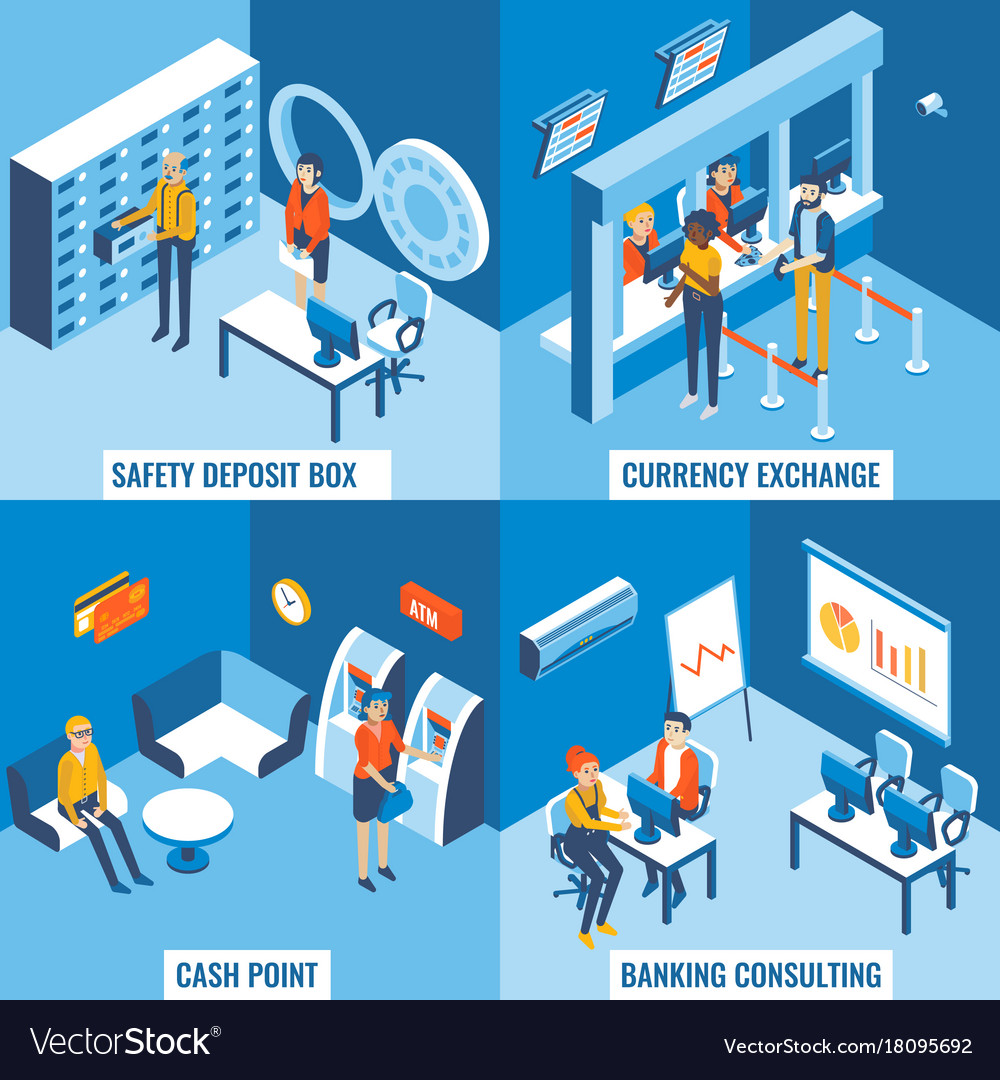 SAFETY DEPOSIT BOX
CURRENCY EXCHANGE
ATM
CASH POINT
BANKING CONSULTING
VectorStock®
VectorStock.com/18095692